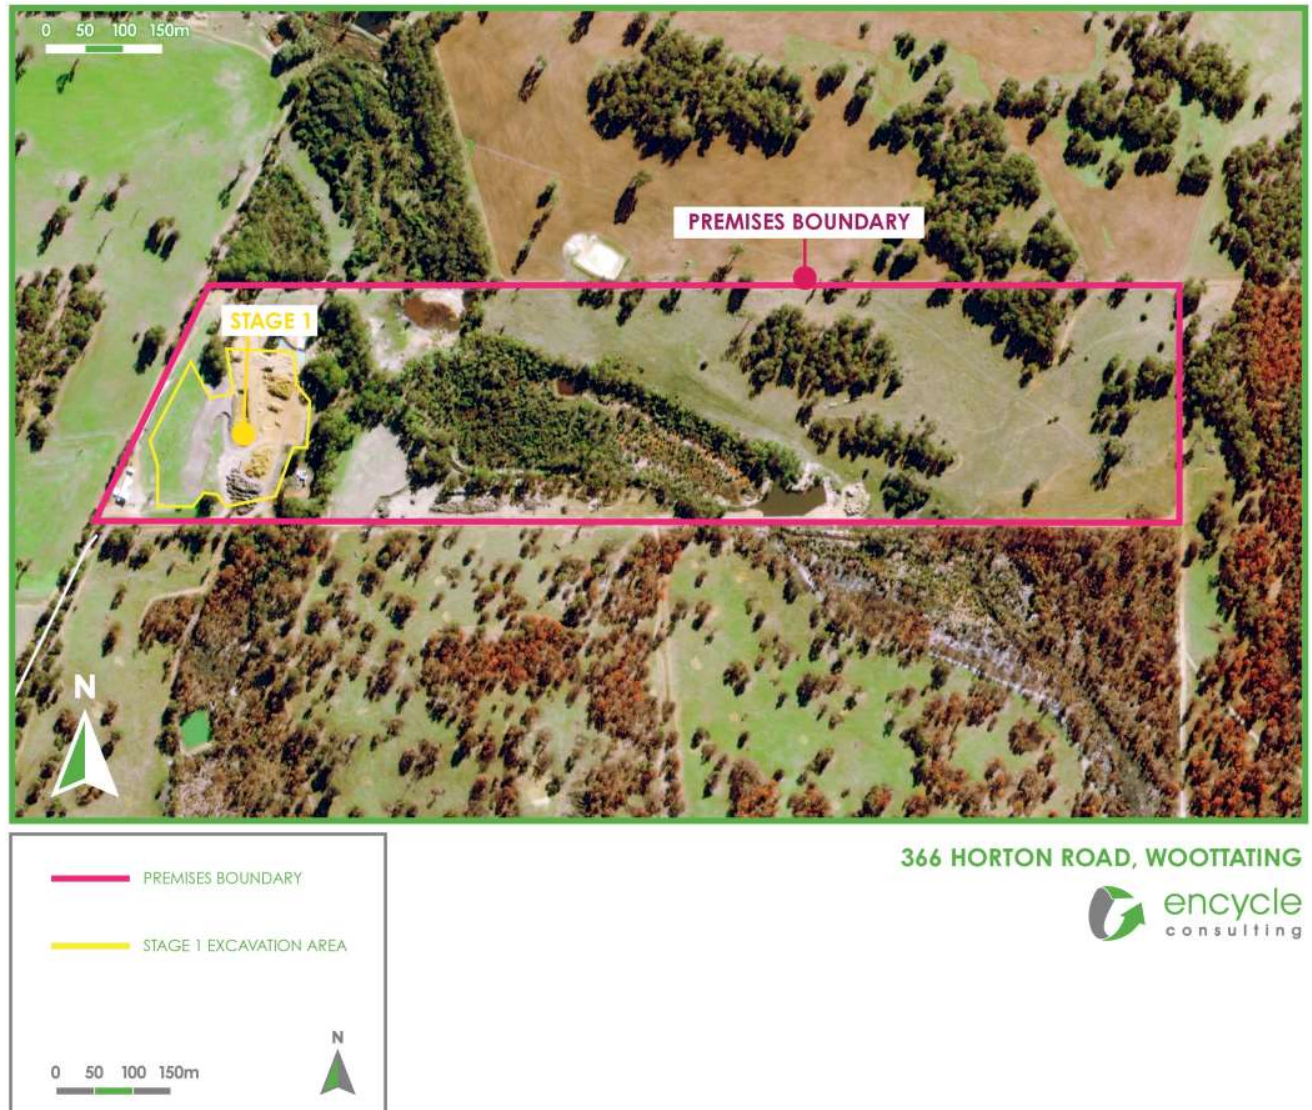 0 50 100 150m
PREMISES BOUNDARY
STAGE 1
N
PREMISES BOUNDARY
STAGE 1 EXCAVATION AREA
N
0 50 100 150m
366 HORTON ROAD, WOOTTATING
encycle
consulting